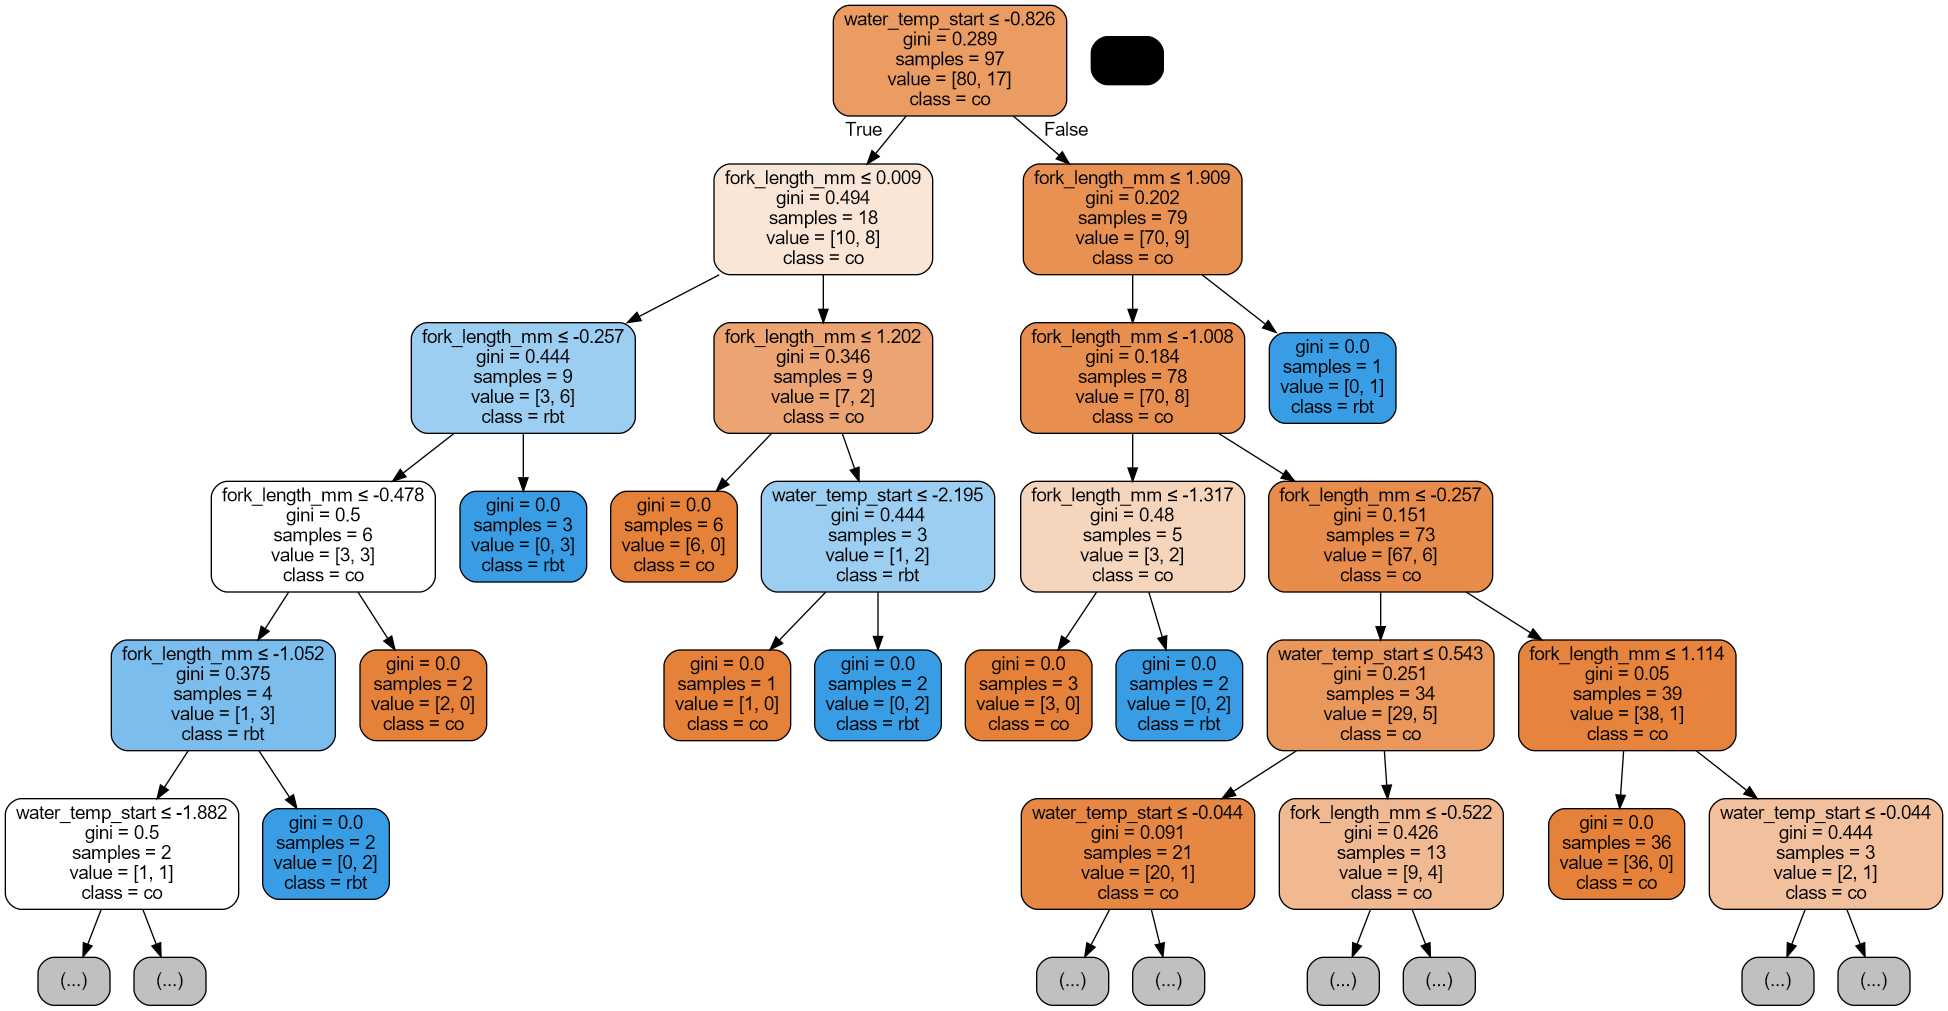 water_temp_start ≤ -0.826
gini = 0.289
samples = 97
value = [80, 17]
class = co
True
False
fork_length_mm ≤ 0.009
gini = 0.494
samples = 18
value = [10, 8]
class = co
fork_length_mm ≤ 1.909
gini = 0.202
samples = 79
value = [70, 9]
class = co
fork_length_mm ≤ -0.257
gini = 0.444
samples = 9
value = [3, 6]
class = rbt
fork_length_mm ≤ 1.202
gini = 0.346
samples = 9
value = [7, 2]
class = co
fork_length_mm ≤ -1.008
gini = 0.184
samples = 78
value = [70, 8]
class = co
gini = 0.0
samples = 1
value = [0, 1]
class = rbt
fork_length_mm ≤ -0.478
gini = 0.5
samples = 6
value = [3, 3]
class = co
gini = 0.0
samples = 3
value = [0, 3]
class = rbt
gini = 0.0
samples = 6
value = [6, 0]
class = co
water_temp_start ≤ -2.195
gini = 0.444
samples = 3
value = [1, 2]
class = rbt
fork_length_mm ≤ -1.317
gini = 0.48
samples = 5
value = [3, 2]
class = co
fork_length_mm ≤ -0.257
gini = 0.151
samples = 73
value = [67, 6]
class = co
fork_length_mm ≤ -1.052
gini = 0.375
samples = 4
value = [1, 3]
class = rbt
gini = 0.0
samples = 2
value = [2, 0]
class = co
gini = 0.0
samples = 1
value = [1, 0]
class = co
gini = 0.0
samples = 2
value = [0, 2]
class = rbt
gini = 0.0
samples = 3
value = [3, 0]
class = co
gini = 0.0
samples = 2
value = [0, 2]
class = rbt
water_temp_start ≤ 0.543
gini = 0.251
samples = 34
value = [29, 5]
class = co
fork_length_mm ≤ 1.114
gini = 0.05
samples = 39
value = [38, 1]
class = co
water_temp_start ≤ -1.882
gini = 0.5
samples = 2
value = [1, 1]
class = co
gini = 0.0
samples = 2
value = [0, 2]
class = rbt
water_temp_start ≤ -0.044
gini = 0.091
samples = 21
value = [20, 1]
class = co
fork_length_mm ≤ -0.522
gini = 0.426
samples = 13
value = [9, 4]
class = co
gini = 0.0
samples = 36
value = [36, 0]
class = co
water_temp_start ≤ -0.044
gini = 0.444
samples = 3
value = [2, 1]
class = co
(...)
(...)
(...)
(...)
(...)
(...)
(...)
(...)